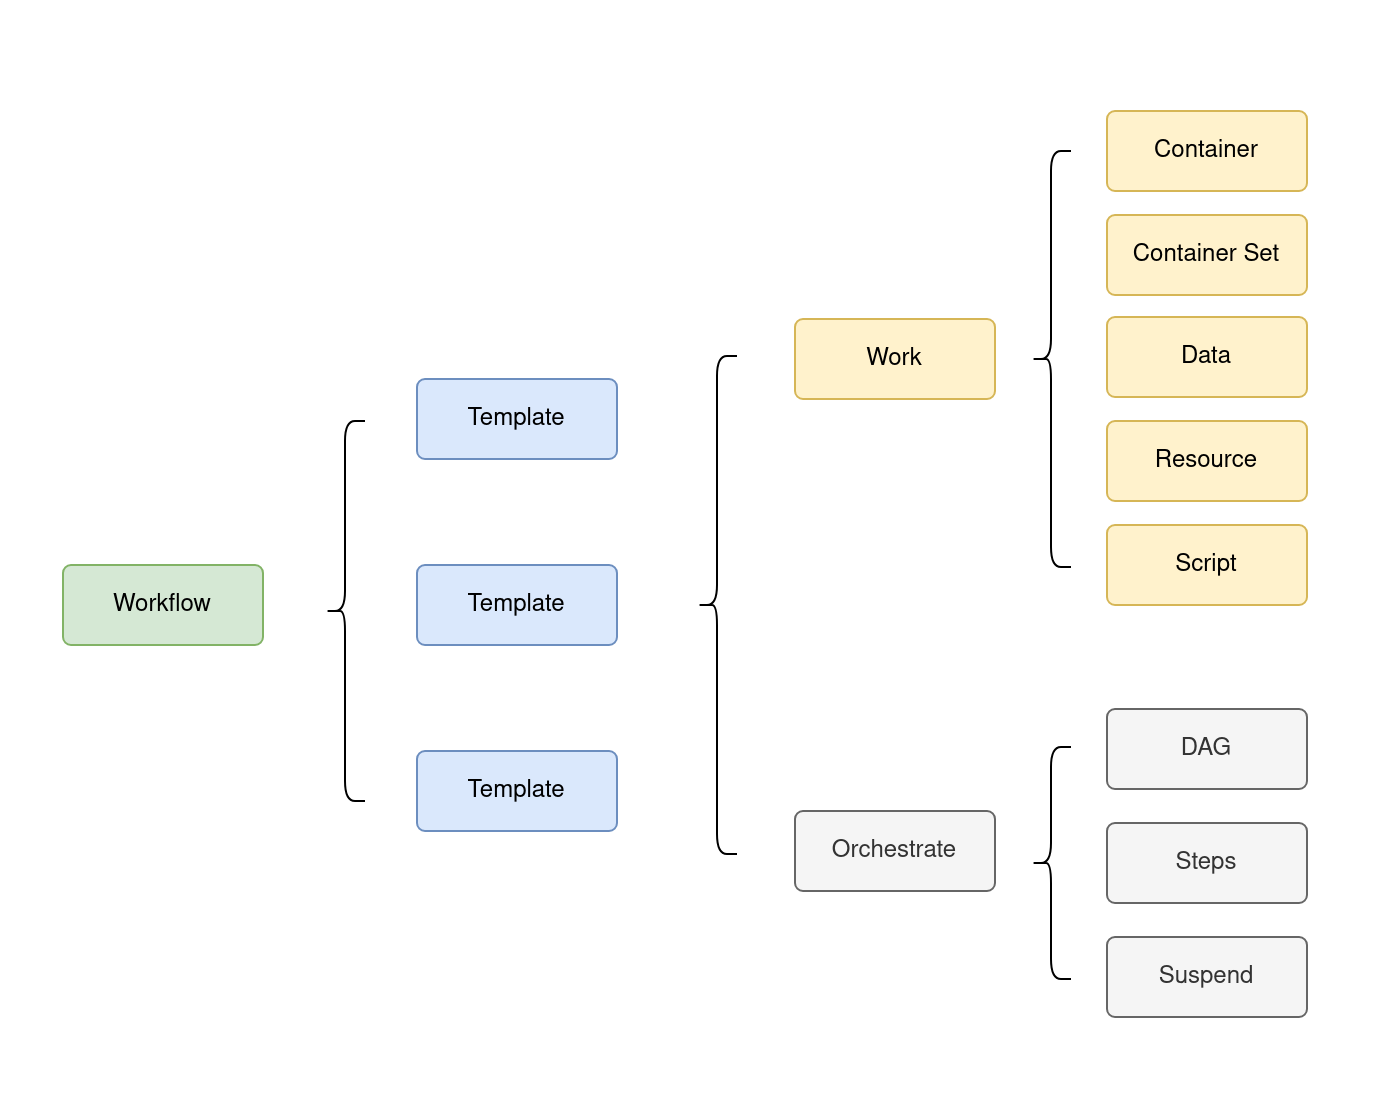 Workflow
Template
Template
Template
Work
Orchestrate
Container
Container Set
Data
Resource
Script
DAG
Steps
Suspend